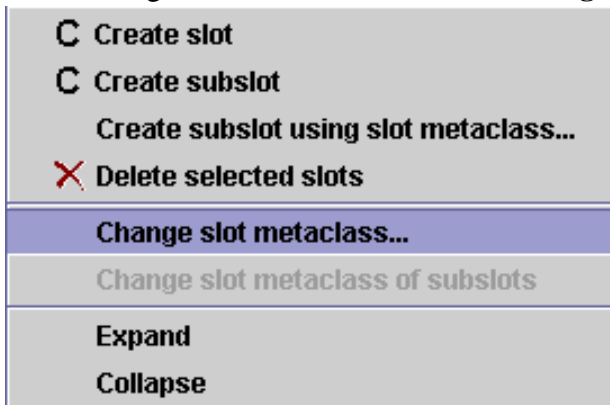 C Create slot
C Create subslot
Create subslot using slot metaclass...
Delete selected slots
Change slot metaclass...
Change slot metaclass of subslots
Expand
Collapse